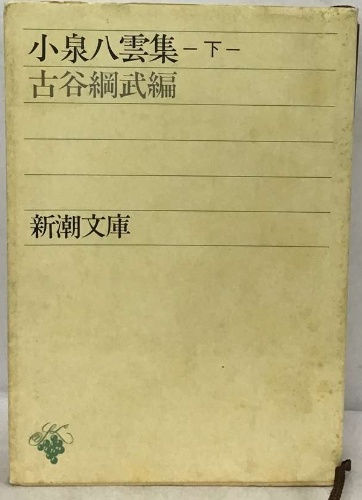 小泉八雲集 ―下―
古谷綱武編
新潮文庫